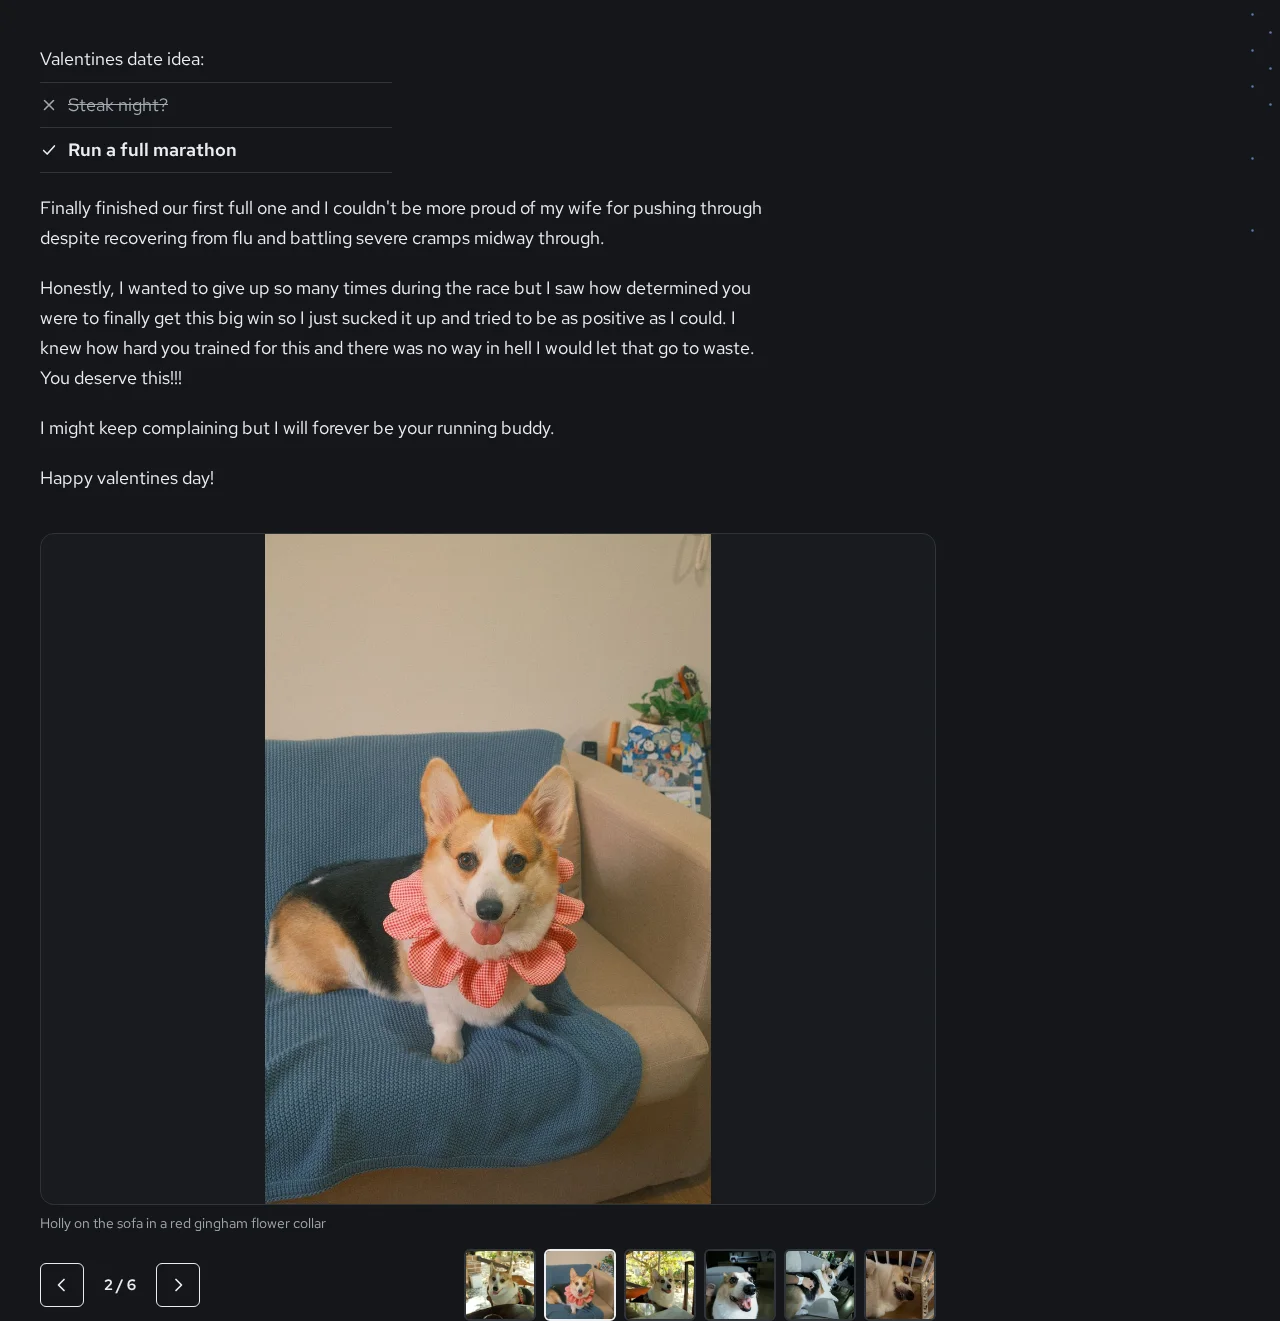 Valentines date idea:
Steak night?
Run a full marathon
Finally finished our first full one and I couldn't be more proud of my wife for pushing through
despite recovering from flu and battling severe cramps midway through.
Honestly, I wanted to give up so many times during the race but I saw how determined you
were to finally get this big win so I just sucked it up and tried to be as positive as I could. I
knew how hard you trained for this and there was no way in hell I would let that go to waste.
You deserve this!!!
I might keep complaining but I will forever be your running buddy.
Happy valentines day!
Holly on the sofa in a red gingham flower collar
2 / 6